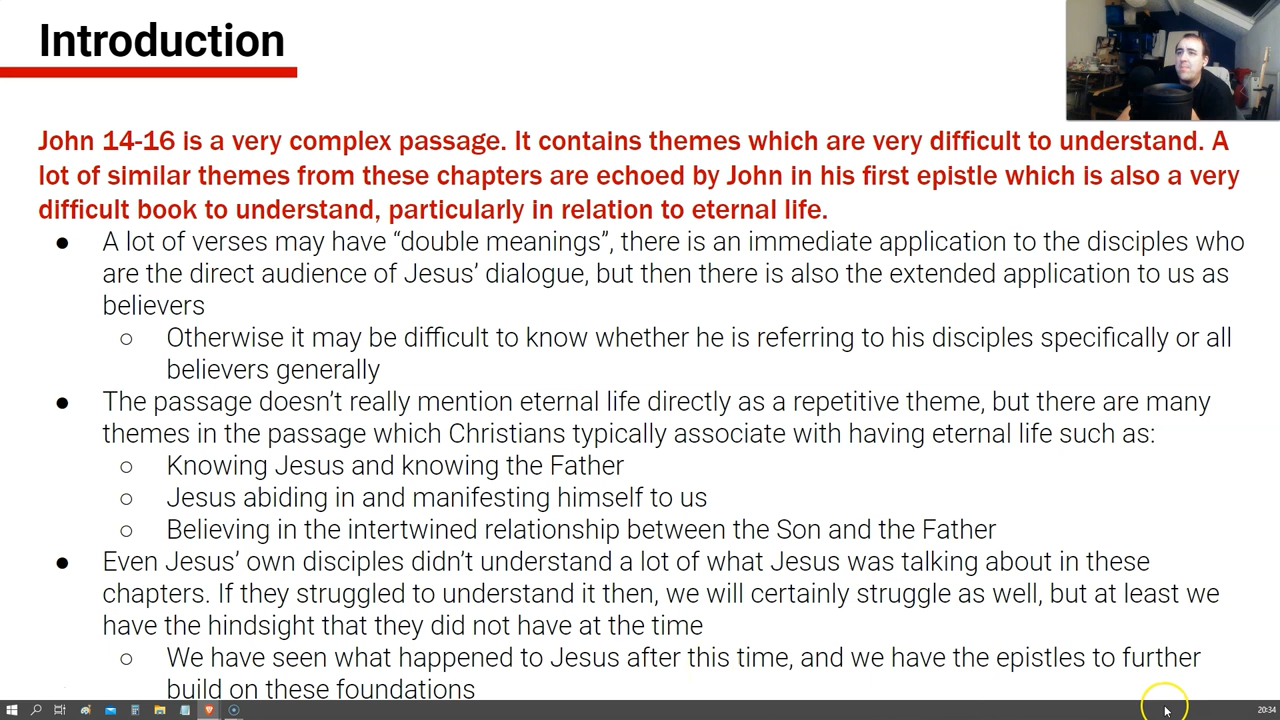 Introduction
John 14-16 is a very complex passage. It contains themes which are very difficult to understand. A
lot of similar themes from these chapters are echoed by John in his first epistle which is also a very
difficult book to understand, particularly in relation to eternal life.
● A lot of verses may have “double meanings”, there is an immediate application to the disciples who
are the direct audience of Jesus’ dialogue, but then there is also the extended application to us as
believers
○ Otherwise it may be difficult to know whether he is referring to his disciples specifically or all
believers generally
● The passage doesn’t really mention eternal life directly as a repetitive theme, but there are many
themes in the passage which Christians typically associate with having eternal life such as:
○ Knowing Jesus and knowing the Father
○ Jesus abiding in and manifesting himself to us
○ Believing in the intertwined relationship between the Son and the Father
● Even Jesus’ own disciples didn’t understand a lot of what Jesus was talking about in these
chapters. If they struggled to understand it then, we will certainly struggle as well, but at least we
have the hindsight that they did not have at the time
○ We have seen what happened to Jesus after this time, and we have the epistles to further
build on these foundations
20:34